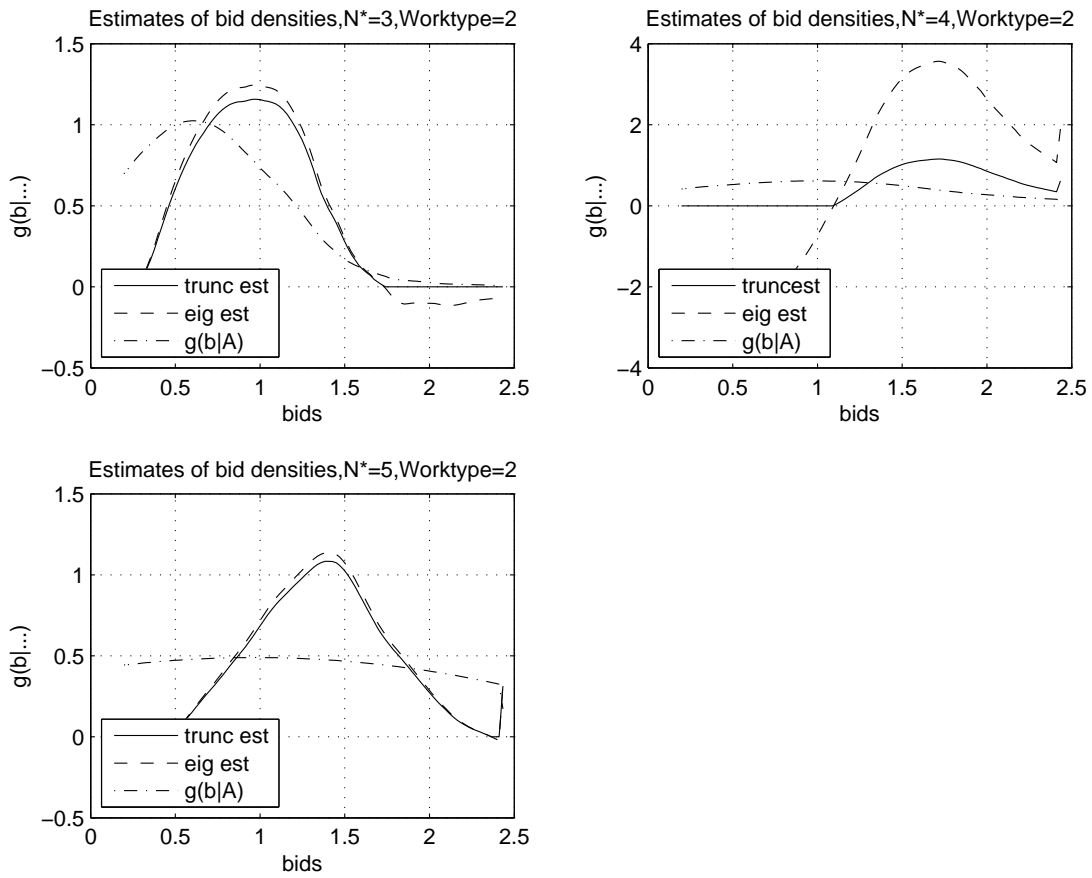 Estimates of bid densities,N*=3,Worktype=2
1.5
1
0.5
0
−0.5
g(b|...)
trunc est
eig est
g(b|A)
0 0.5 1 1.5 2 2.5
bids
Estimates of bid densities,N*=4,Worktype=2
4
2
0
−2
−4
g(b|...)
truncest
eig est
g(b|A)
0 0.5 1 1.5 2 2.5
bids
Estimates of bid densities,N*=5,Worktype=2
1.5
1
0.5
0
−0.5
g(b|...)
trunc est
eig est
g(b|A)
0 0.5 1 1.5 2 2.5
bids